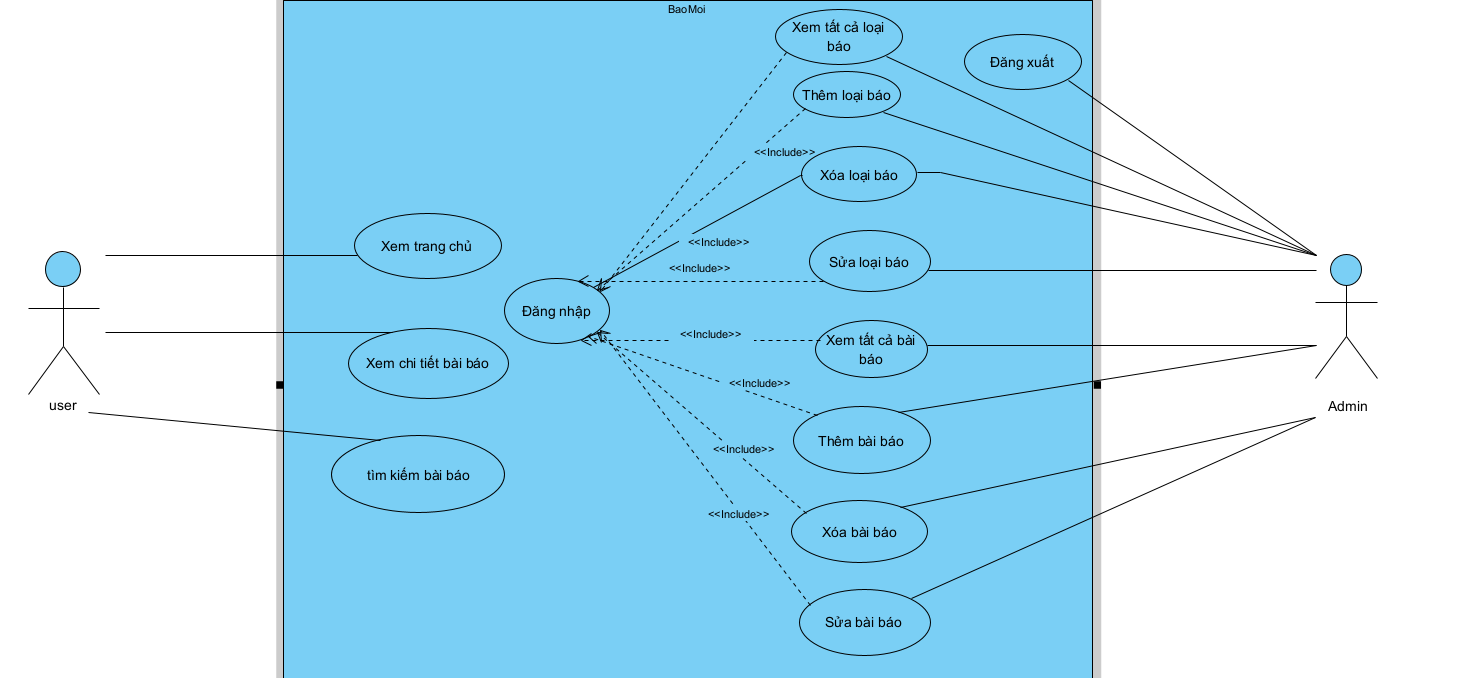 BaoMoi
Xem tất cả loại
báo
Đăng xuất
Thêm loại báo
<<Include>>
Xóa loại báo
<<Include>>
Xem trang chủ
Sửa loại báo
<<Include>>
Đăng nhập
<<Include>>
Xem tất cả bài
báo
Xem chi tiết bài báo
<<Include>>
user
Admin
Thêm bài báo
<<Include>>
tìm kiếm bài báo
<<Include>>
Xóa bài báo
Sửa bài báo